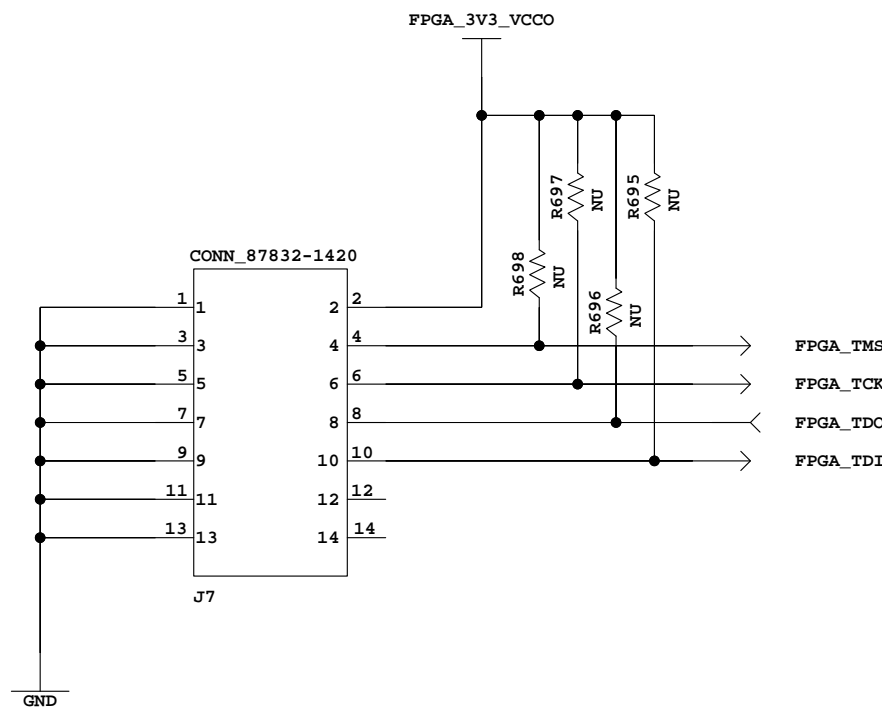 FPGA_3V3_VCCO
R697
NU
R695
NU
R698
NU
R696
NU
CONN_87832-1420
1 1 2 2
3 3 4 4
5 5 6 6
7 7 8 8
9 9 10 10
11 11 12 12
13 13 14 14
FPGA_TMS
FPGA_TCK
FPGA_TDO
FPGA_TDI
J7
GND